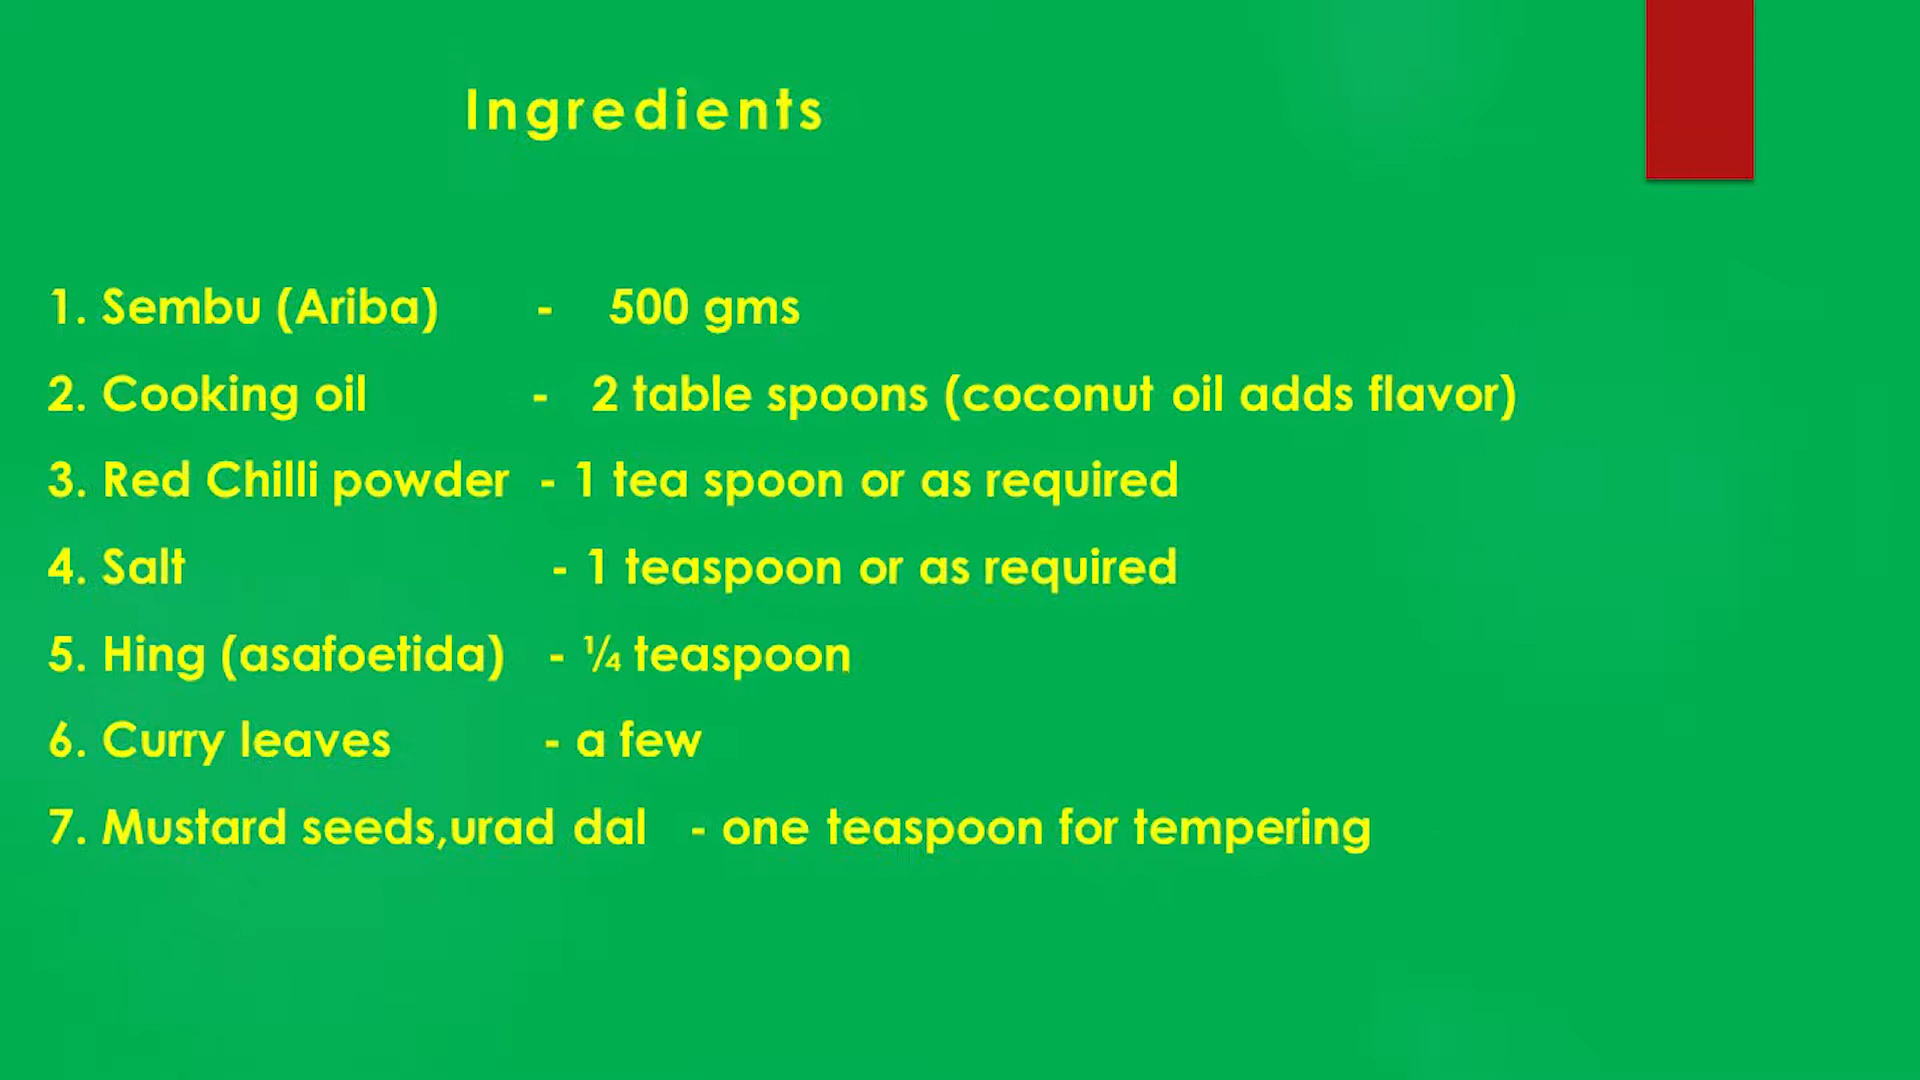 Ingredients
1. Sembu (Ariba) - 500 gms
2. Cooking oil - 2 table spoons (coconut oil adds flavor)
3. Red Chilli powder - 1 tea spoon or as required
4. Salt - 1 teaspoon or as required
5. Hing (asafoetida) - ¼ teaspoon
6. Curry leaves - a few
7. Mustard seeds,urad dal - one teaspoon for tempering